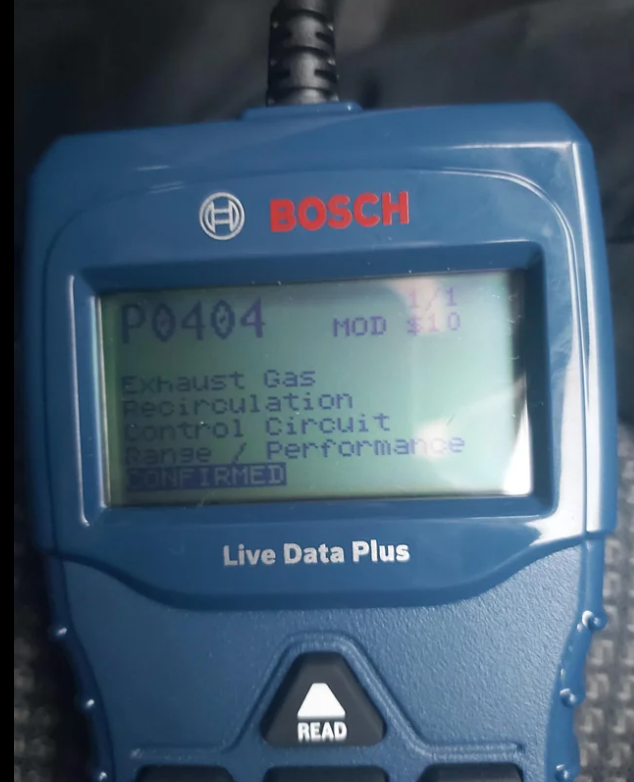 BOSCH
1/1
P0404 MOD $10
Exhaust Gas
Recirculation
Control Circuit
Range / Performance
CONFIRMED
Live Data Plus
READ